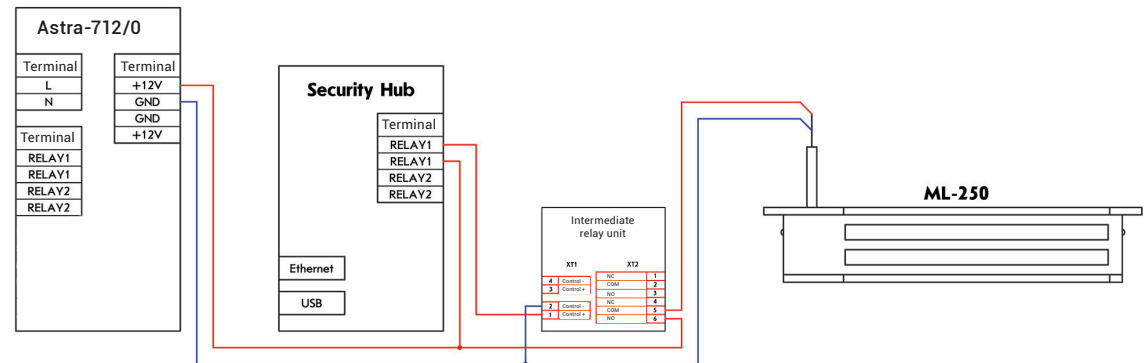 Astra-712/0
Terminal
L
N
Terminal
+12V
GND
GND
+12V
Terminal
RELAY1
RELAY1
RELAY2
RELAY2
Security Hub
Terminal
RELAY1
RELAY1
RELAY2
RELAY2
Ethernet
USB
Intermediate
relay unit
XT1
4 Control -
3 Control +
2 Control -
1 Control +
XT2
NC 1
COM 2
NO 3
NC 4
COM 5
NO 6
ML-250